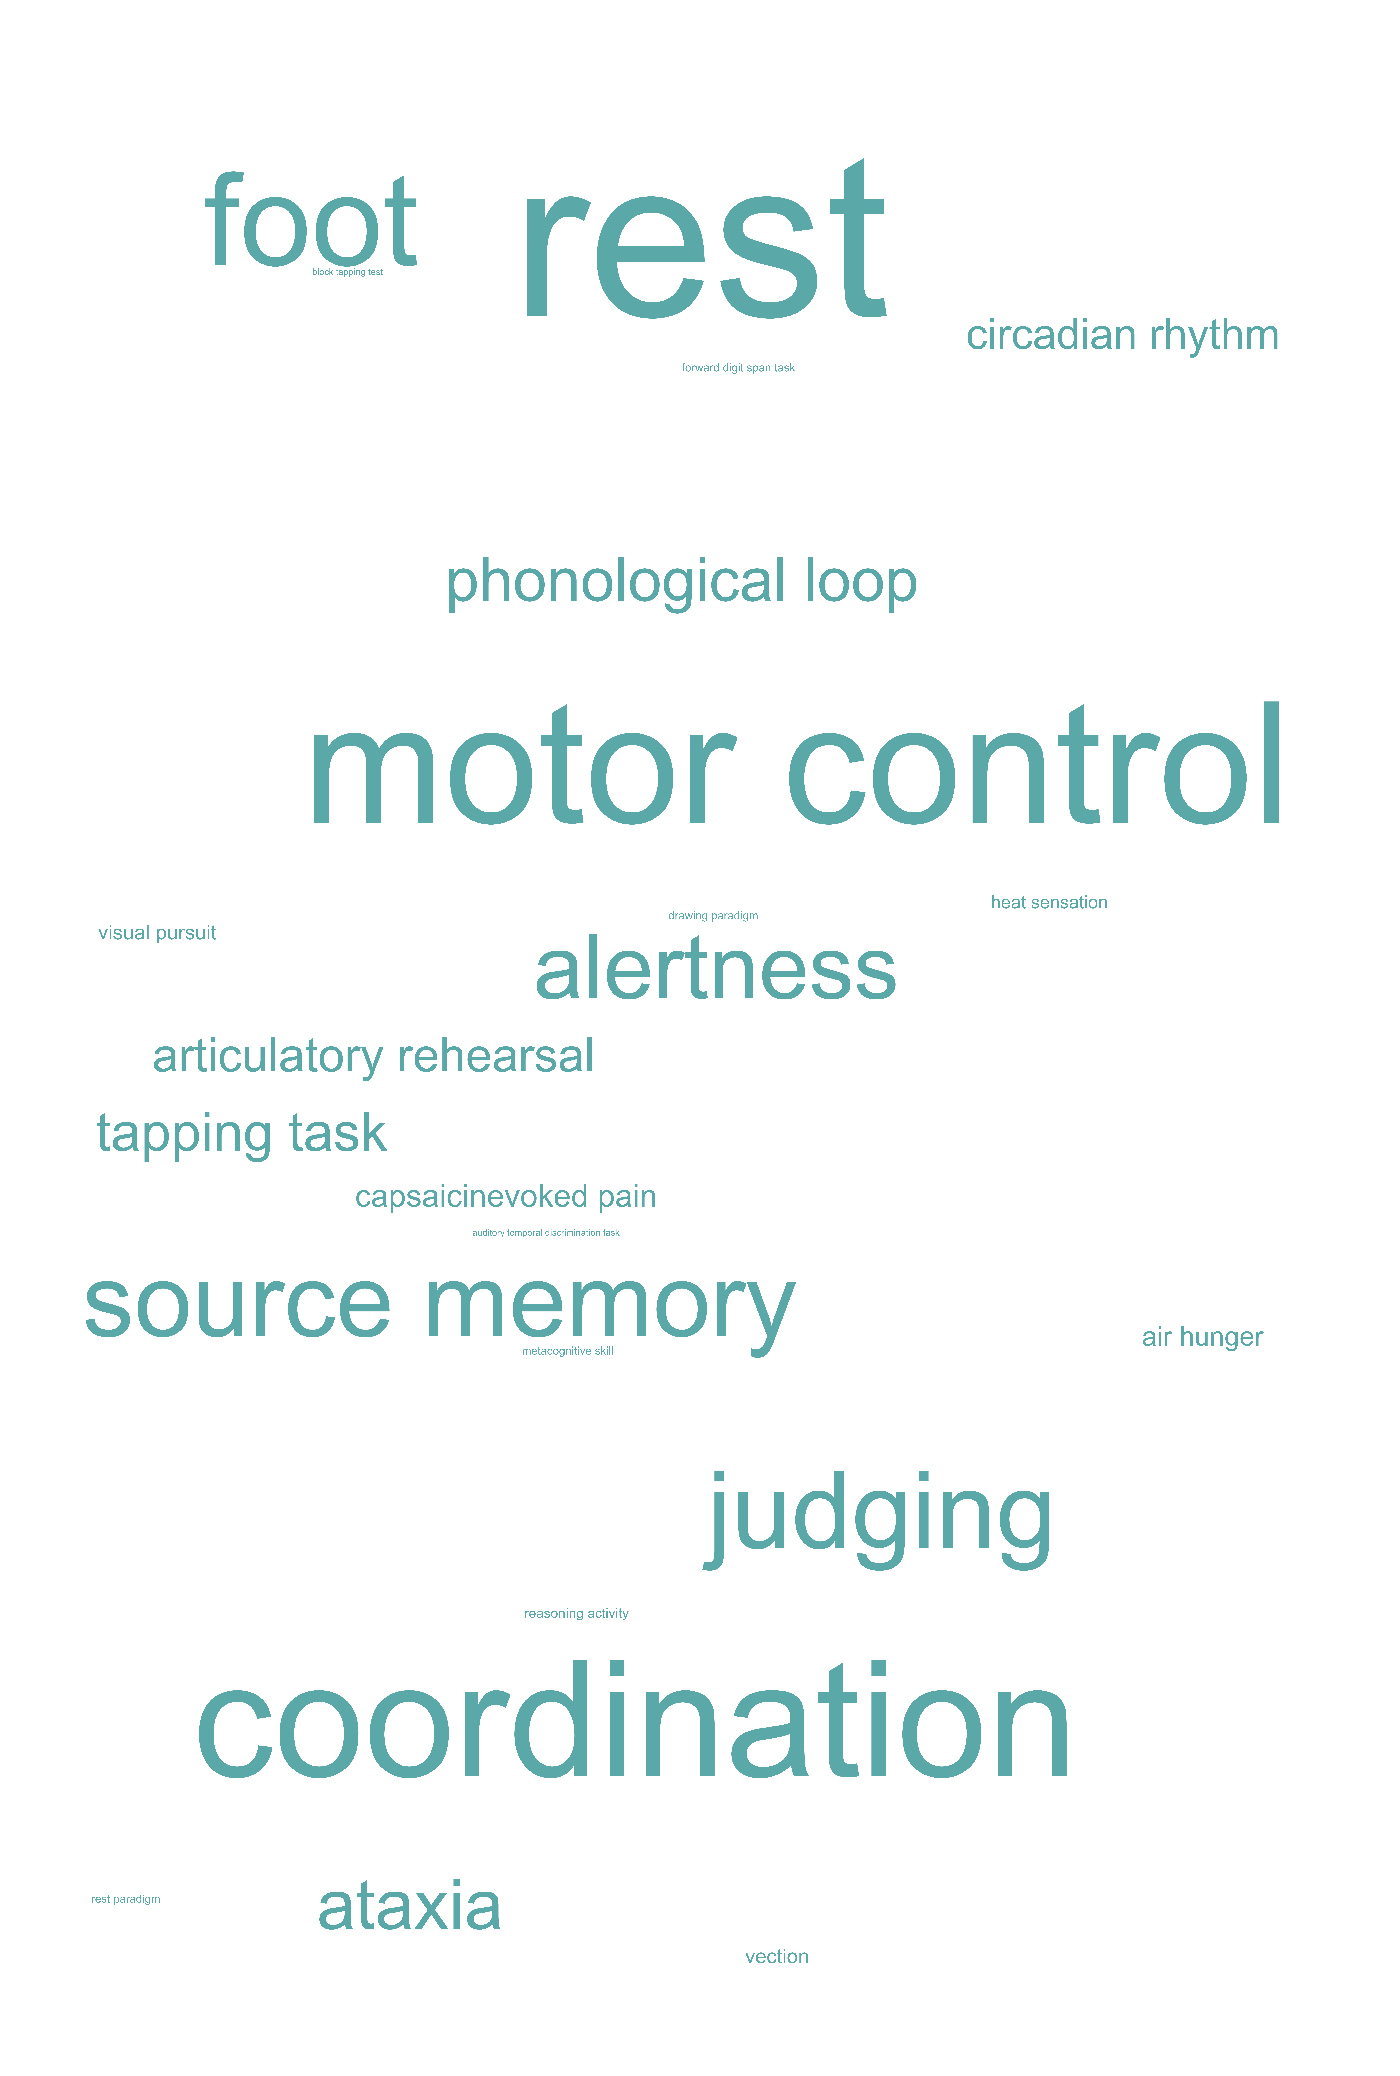 foot
rest
block tapping test
circadian rhythm
forward digit span task
phonological loop
motor control
heat sensation
drawing paradigm
visual pursuit
alertness
articulatory rehearsal
tapping task
capsaicinevoked pain
auditory temporal discrimination task
source memory
air hunger
metacognitive skill
judging
reasoning activity
coordination
rest paradigm
ataxia
vection